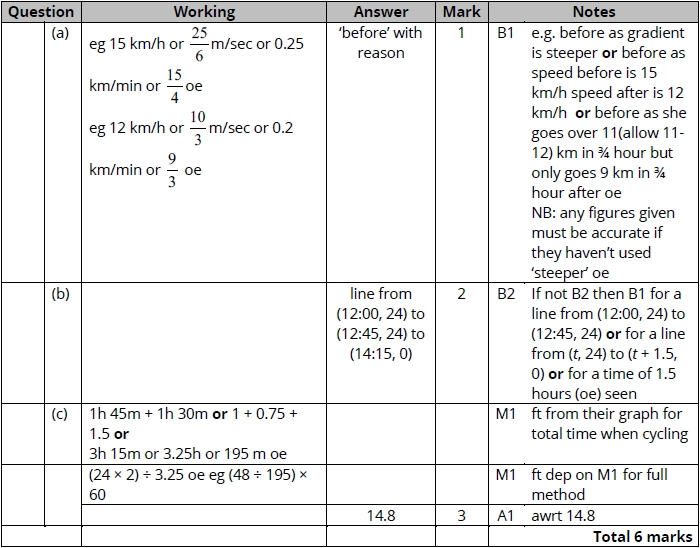 Question Working Answer Mark Notes
(a) eg 15 km/h or 25/6 m/sec or 0.25
km/min or 15/4 oe
eg 12 km/h or 10/3 m/sec or 0.2
km/min or 9/3 oe
‘before’ with
reason
1
B1 e.g. before as gradient
is steeper or before as
speed before is 15
km/h speed after is 12
km/h or before as she
goes over 11(allow 11-
12) km in ¾ hour but
only goes 9 km in ¾
hour after oe
NB: any figures given
must be accurate if
they haven’t used
‘steeper’ oe
(b)
line from
(12:00, 24) to
(12:45, 24) to
(14:15, 0)
2
B2 If not B2 then B1 for a
line from (12:00, 24) to
(12:45, 24) or for a line
from (t, 24) to (t + 1.5,
0) or for a time of 1.5
hours (oe) seen
(c) 1h 45m + 1h 30m or 1 + 0.75 +
1.5 or
3h 15m or 3.25h or 195 m oe
M1 ft from their graph for
total time when cycling
(24 × 2) ÷ 3.25 oe eg (48 ÷ 195) ×
60
M1 ft dep on M1 for full
method
14.8 3 A1 awrt 14.8
Total 6 marks